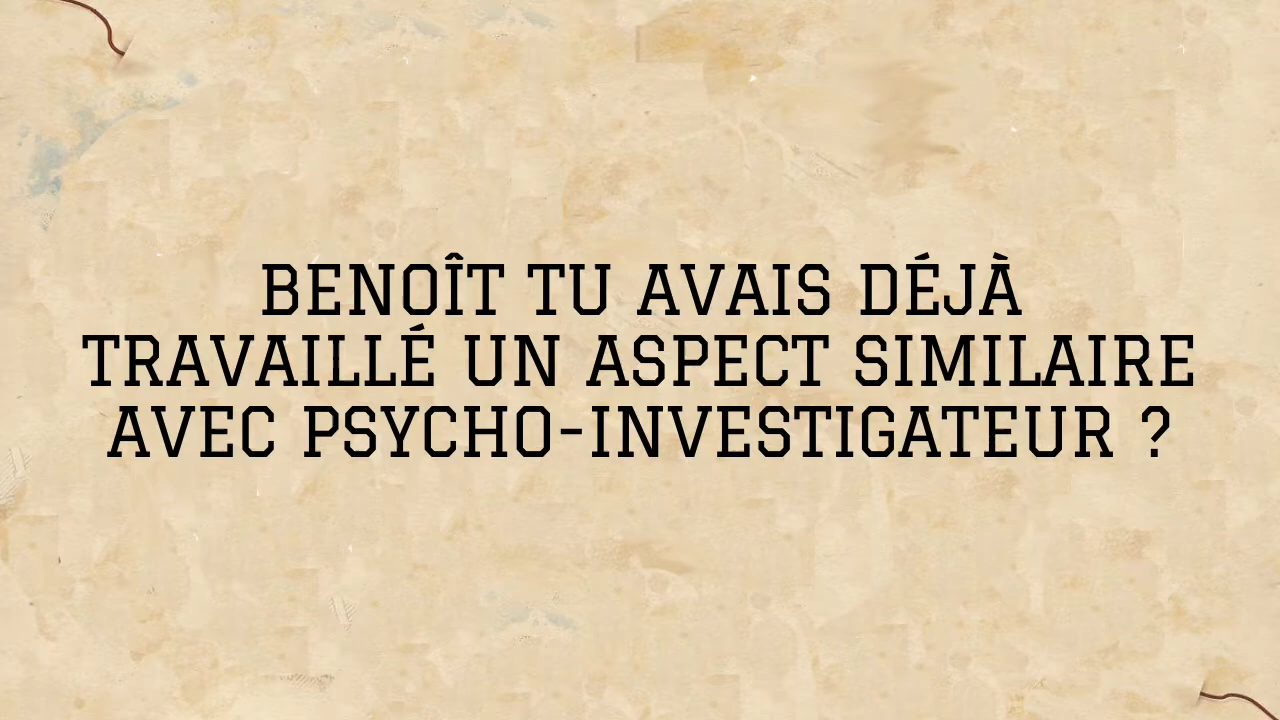 BENOÎT TU AVAIS DÉJÀ
TRAVAILLÉ UN ASPECT SIMILAIRE
AVEC PSYCHO-INVESTIGATEUR ?